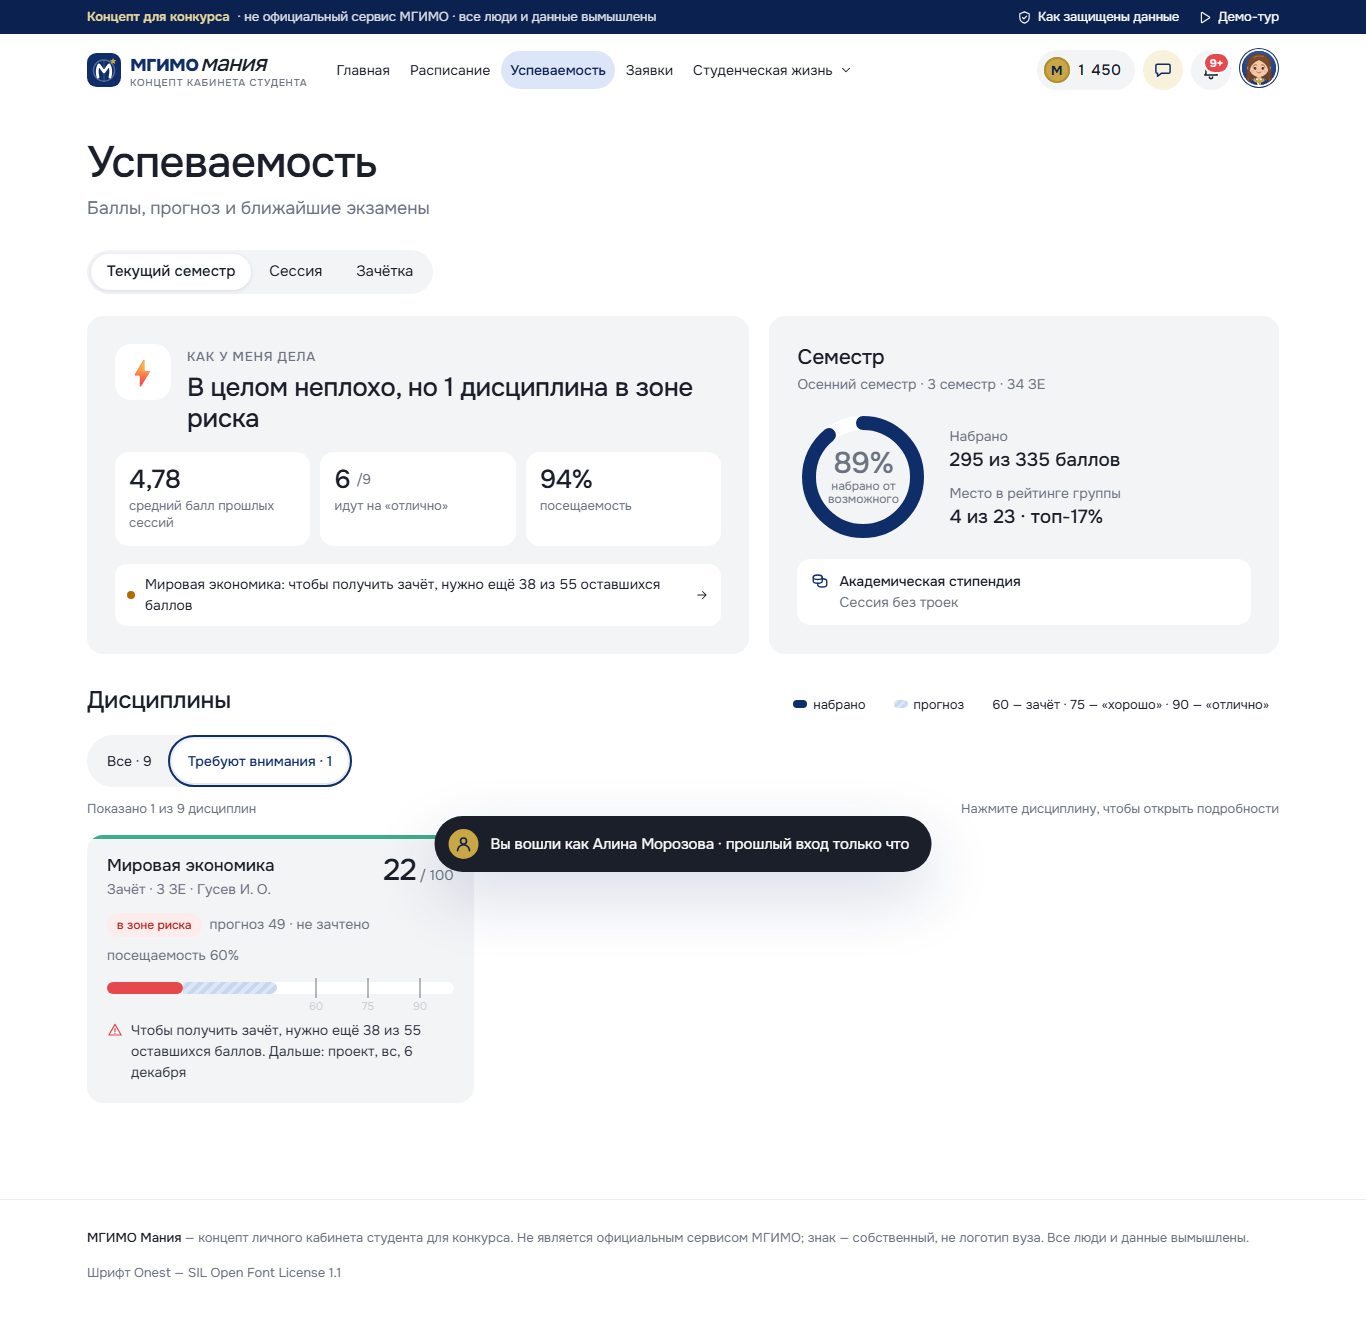 Концепт для конкурса · не официальный сервис МГИМО · все люди и данные вымышлены
Как защищены данные
Демо-тур
МГИМО мания
КОНЦЕПТ КАБИНЕТА СТУДЕНТА
Главная
Расписание
Успеваемость
Заявки
Студенческая жизнь
М 1 450
9+
Успеваемость
Баллы, прогноз и ближайшие экзамены
Текущий семестр
Сессия
Зачётка
КАК У МЕНЯ ДЕЛА
В целом неплохо, но 1 дисциплина в зоне
риска
4,78
средний балл прошлых
сессий
6 /9
идут на «отлично»
94%
посещаемость
Мировая экономика: чтобы получить зачёт, нужно ещё 38 из 55 оставшихся
баллов
Семестр
Осенний семестр · 3 семестр · 34 ЗЕ
89%
набрано от
возможного
Набрано
295 из 335 баллов
Место в рейтинге группы
4 из 23 · топ-17%
Академическая стипендия
Сессия без троек
Дисциплины
набрано
прогноз
60 — зачёт · 75 — «хорошо» · 90 — «отлично»
Все · 9
Требуют внимания · 1
Показано 1 из 9 дисциплин
Нажмите дисциплину, чтобы открыть подробности
Вы вошли как Алина Морозова · прошлый вход только что
Мировая экономика
22 / 100
Зачёт · 3 ЗЕ · Гусев И. О.
в зоне риска
прогноз 49 · не зачтено
посещаемость 60%
60
75
90
Чтобы получить зачёт, нужно ещё 38 из 55
оставшихся баллов. Дальше: проект, вс, 6
декабря
МГИМО Мания — концепт личного кабинета студента для конкурса. Не является официальным сервисом МГИМО; знак — собственный, не логотип вуза. Все люди и данные вымышлены.
Шрифт Onest — SIL Open Font License 1.1